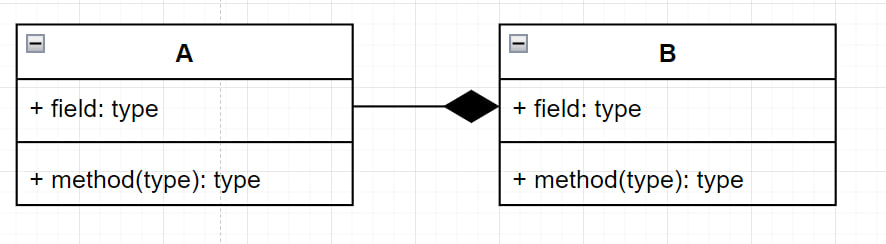 A
+ field: type
+ method(type): type
B
+ field: type
+ method(type): type